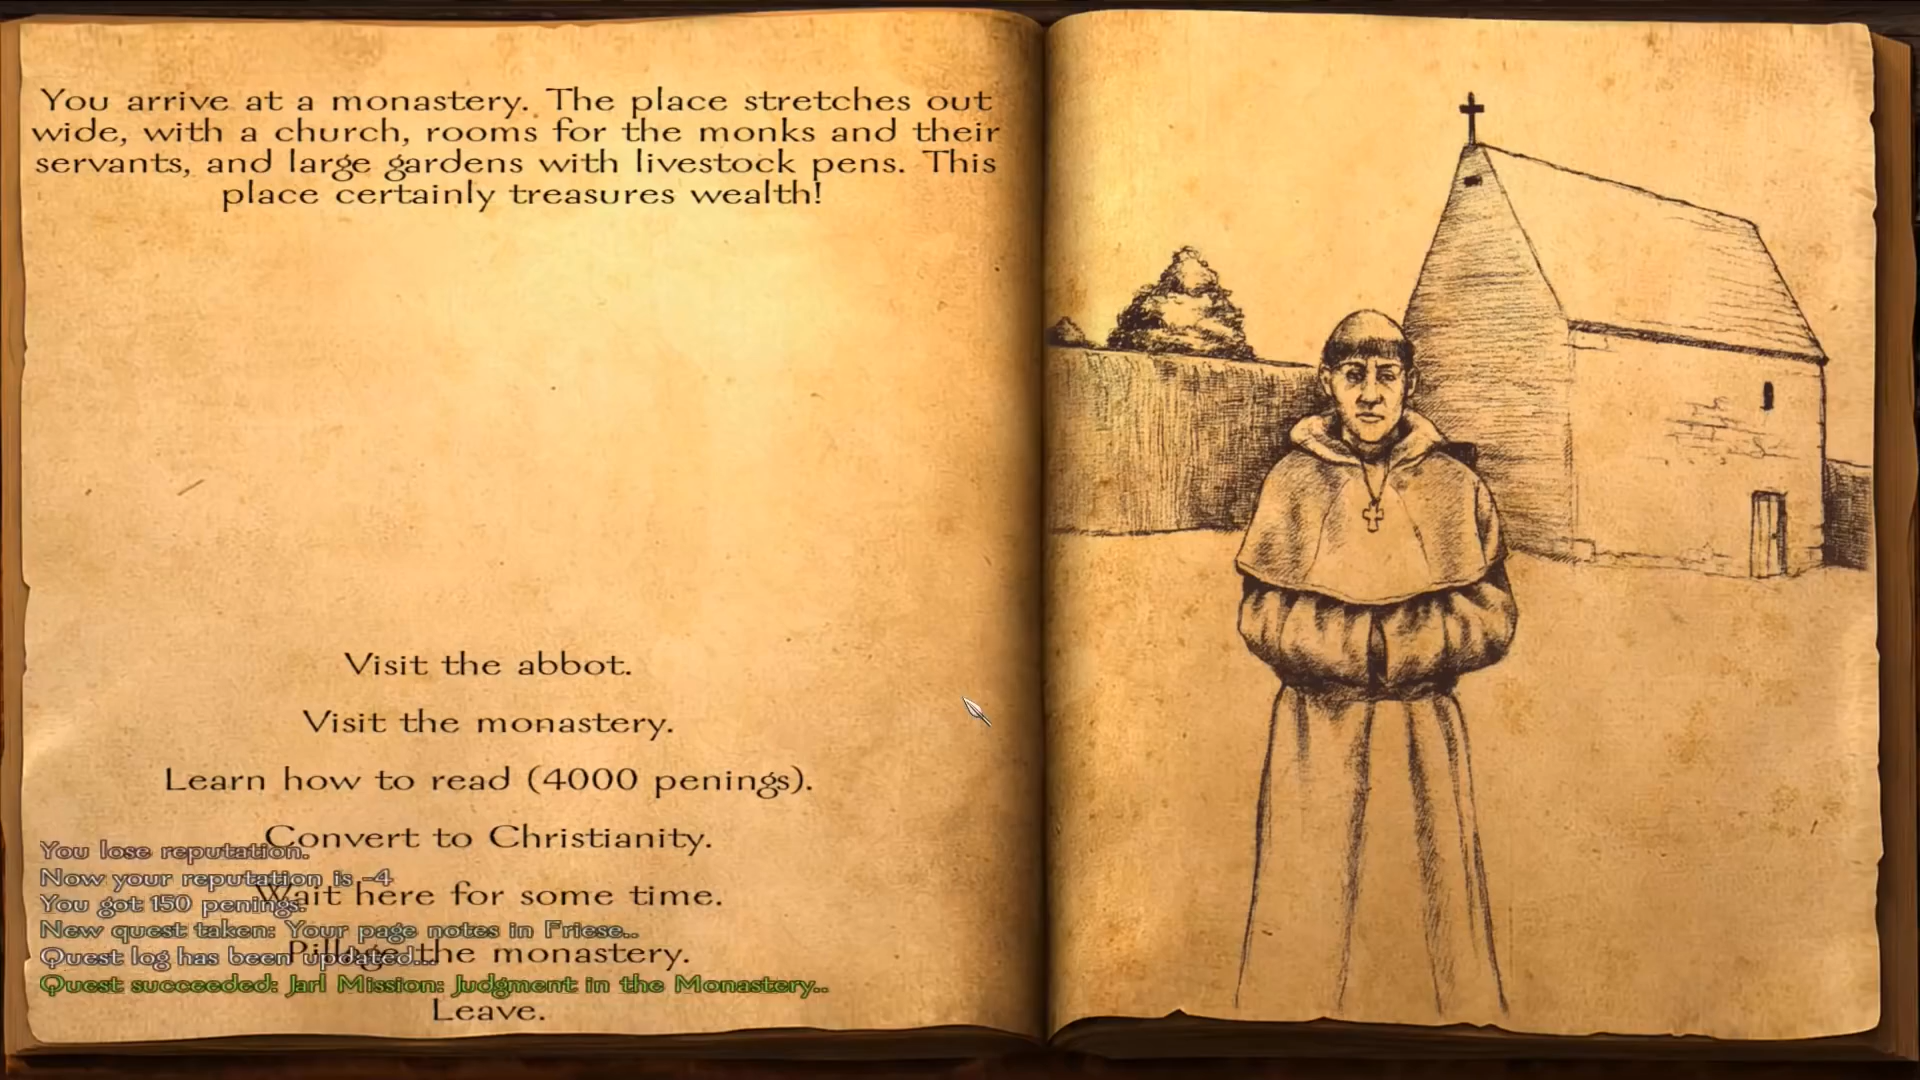 You arrive at a monastery. The place stretches out
wide, with a church, rooms for the monks and their
servants, and large gardens with livestock pens. This
place certainly treasures wealth!
Visit the abbot.
Visit the monastery.
Learn how to read (4000 penings).
Convert to Christianity.
You lose reputation.
Now your reputation is -4
Wait here for some time.
You got 150 penings.
New quest taken: Your page notes in Friese..
Pillage the monastery.
Quest log has been updated...
Quest succeeded: Jarl Mission: Judgment in the Monastery..
Leave.